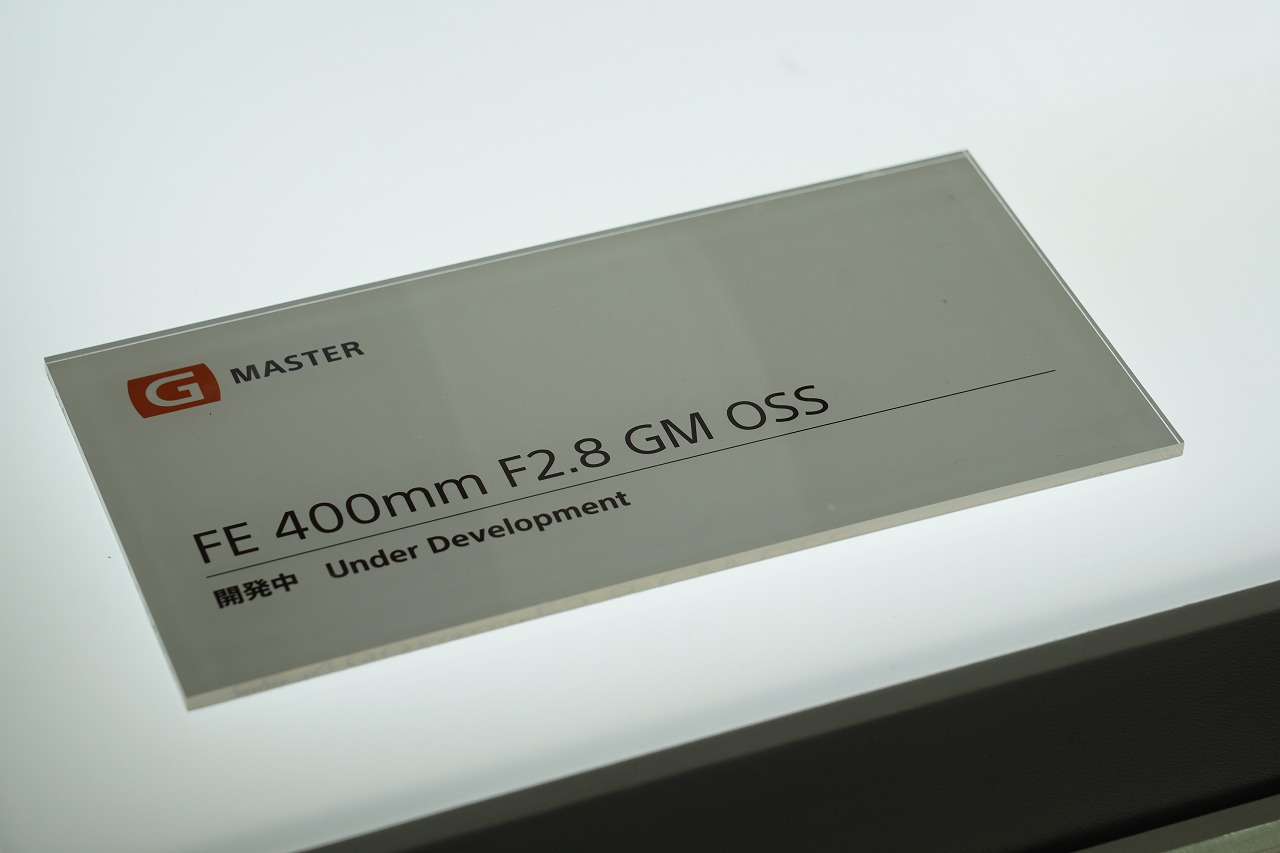 G MASTER
FE 400mm F2.8 GM OSS
開発中 Under Development